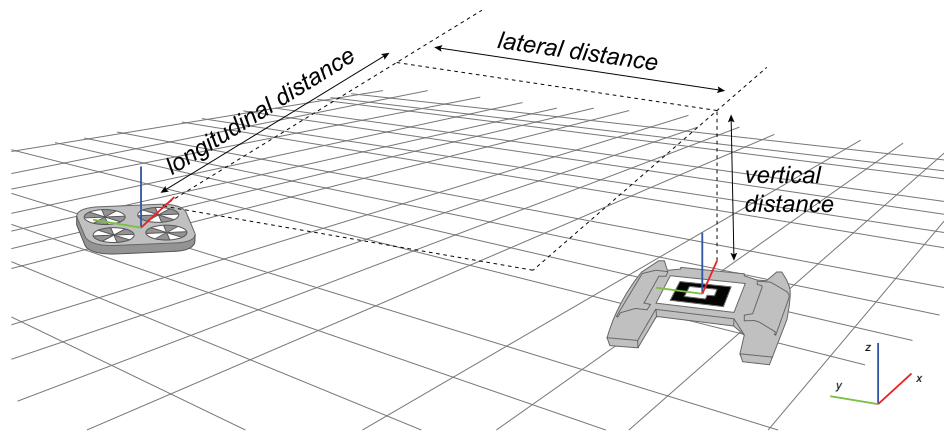 lateral distance
longitudinal distance
vertical
distance
z
y
x